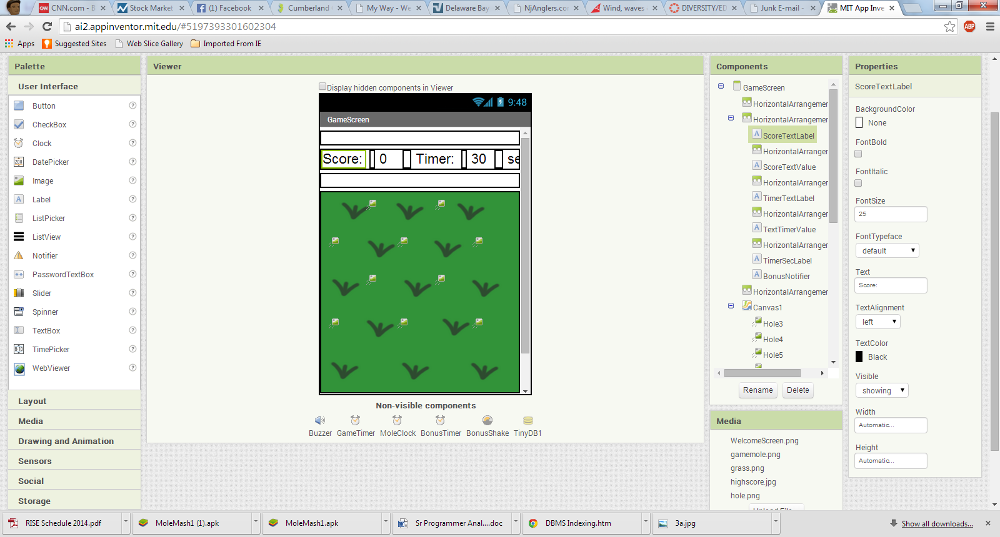 CNN.com - B
Stock Market
(1) Facebook
Cumberland
My Way - We
Delaware Bay
NjAnglers.co
Wind, waves
DIVERSITY/ED
Junk E-mail -
MIT App Inve
ai2.appinventor.mit.edu/#5197393301602304
ABP
Apps
Suggested Sites
Web Slice Gallery
Imported From IE
Palette
User Interface
Button
CheckBox
Clock
DatePicker
Image
Label
ListPicker
ListView
Notifier
PasswordTextBox
Slider
Spinner
TextBox
TimePicker
WebViewer
Layout
Media
Drawing and Animation
Sensors
Social
Storage
Viewer
Display hidden components in Viewer
9:48
GameScreen
Score: 0 Timer: 30 se
Non-visible components
Buzzer GameTimer MoleClock BonusTimer BonusShake TinyDB1
Components
GameScreen
HorizontalArrangemer
HorizontalArrangemer
ScoreTextLabel
HorizontalArranger
ScoreTextValue
HorizontalArranger
TimerTextLabel
HorizontalArranger
TextTimerValue
HorizontalArranger
TimerSecLabel
BonusNotifier
HorizontalArrangemer
Canvas1
Hole3
Hole4
Hole5
Rename Delete
Media
WelcomeScreen.png
gamemole.png
grass.png
highscore.jpg
hole.png
Upload File
Properties
ScoreTextLabel
BackgroundColor
None
FontBold
FontItalic
FontSize
25
FontTypeface
default
Text
Score:
TextAlignment
left
TextColor
Black
Visible
showing
Width
Automatic...
Height
Automatic...
RISE Schedule 2014.pdf
MoleMash1 (1).apk
MoleMash1.apk
Sr Programmer Anal....doc
DBMS Indexing.htm
3a.jpg
Show all downloads...